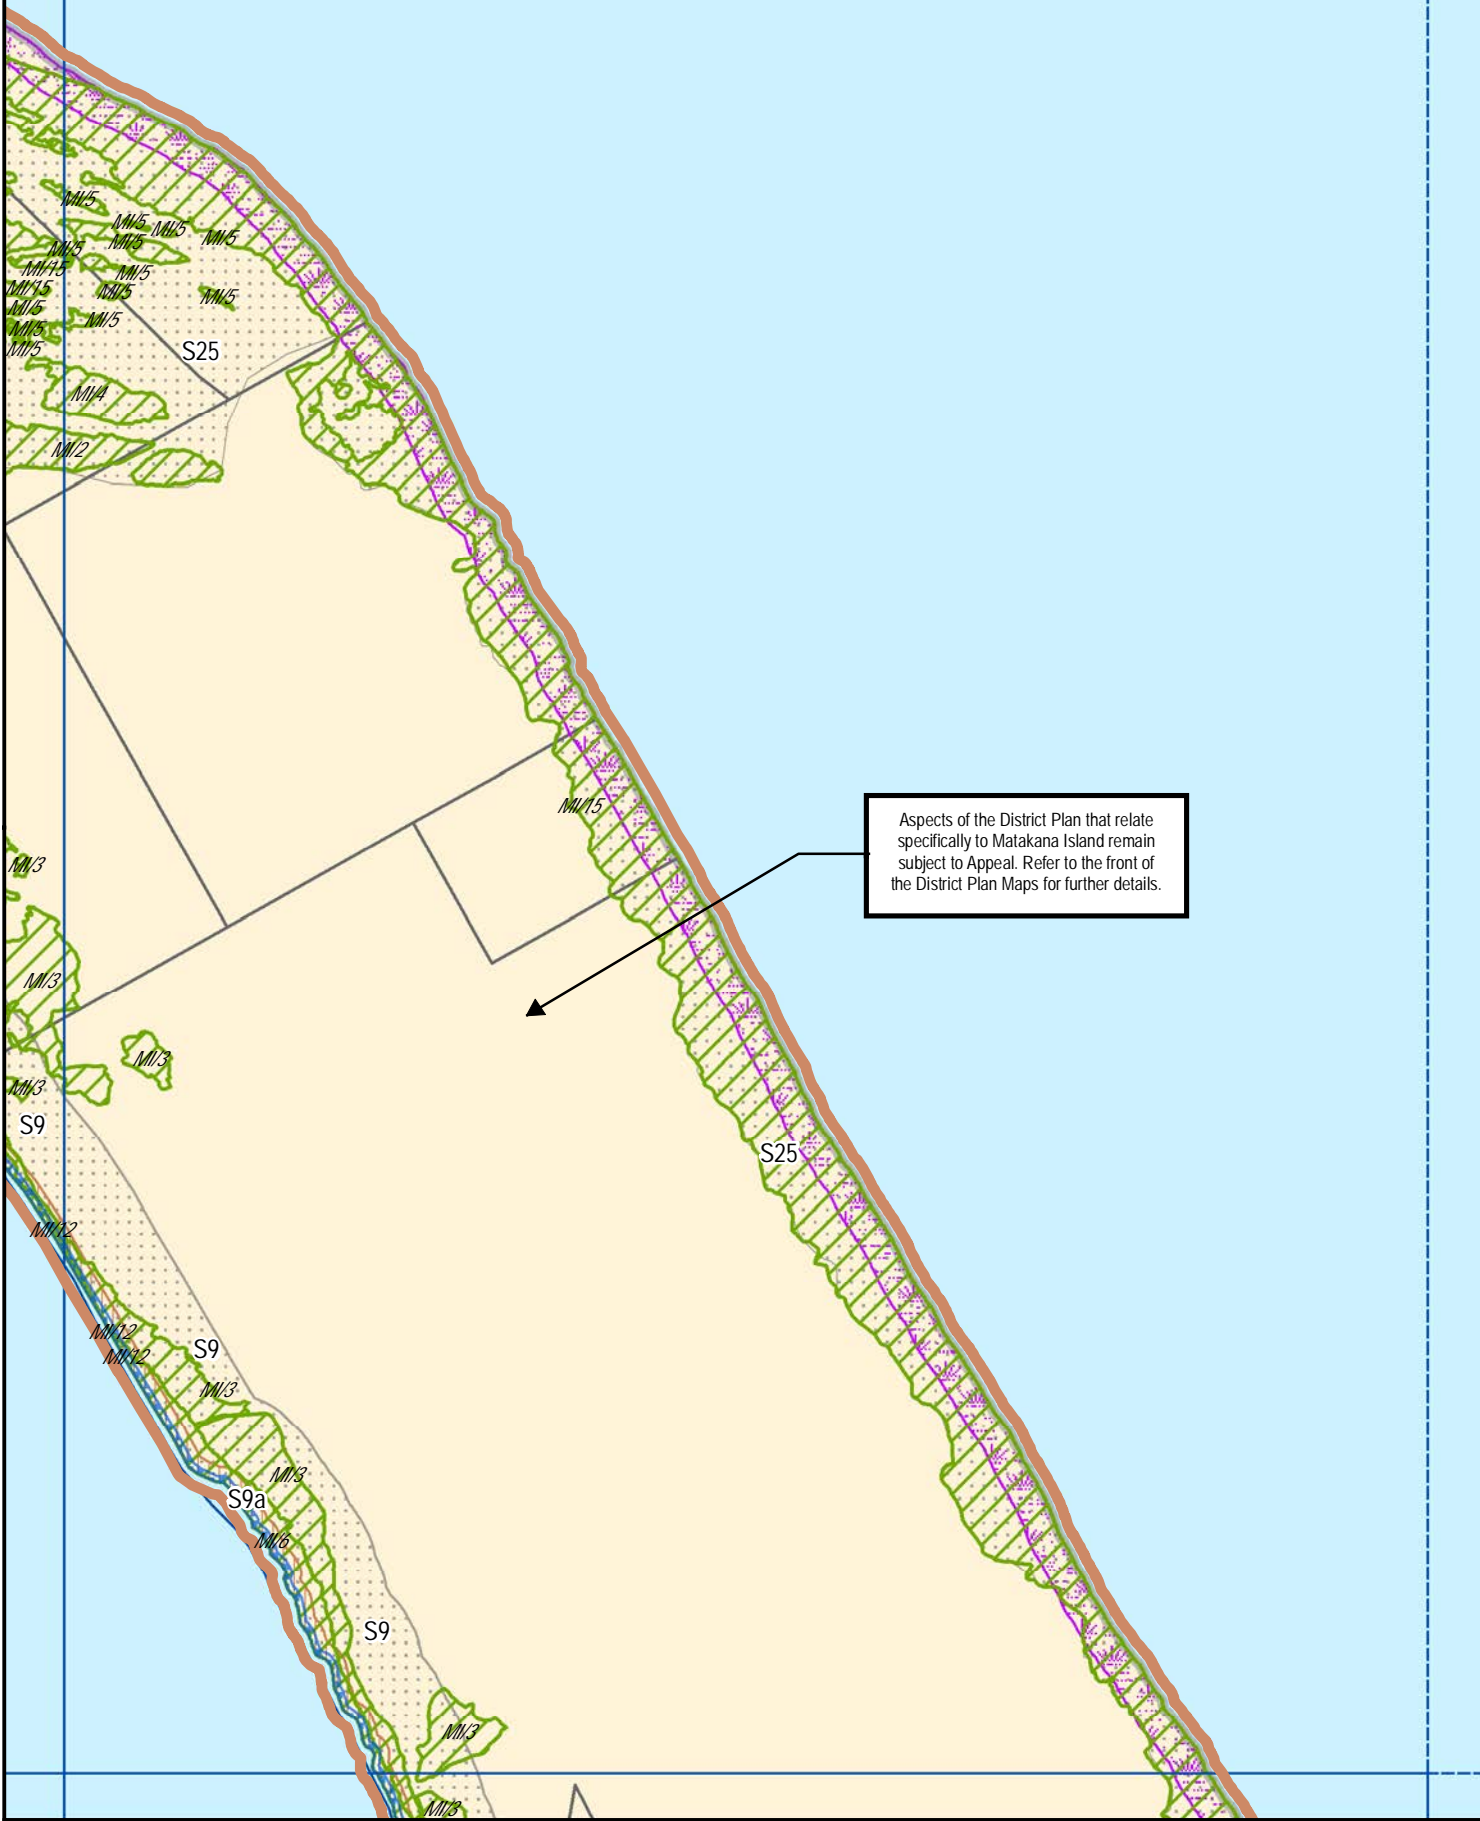 MI/5
MI/5
MI/5
MI/5
MI/5
MI/5
MI/15
MI/5
MI/15
MI/5
MI/5
MI/5
MI/5
MI/5
MI/5
S25
MI/4
MI/2
MI/15
Aspects of the District Plan that relate
specifically to Matakana Island remain
subject to Appeal. Refer to the front of
the District Plan Maps for further details.
MI/3
MI/3
MI/3
MI/3
S9
S25
MI/12
MI/12
MI/12
S9
MI/3
MI/3
S9a
MI/6
S9
MI/3
MI/3